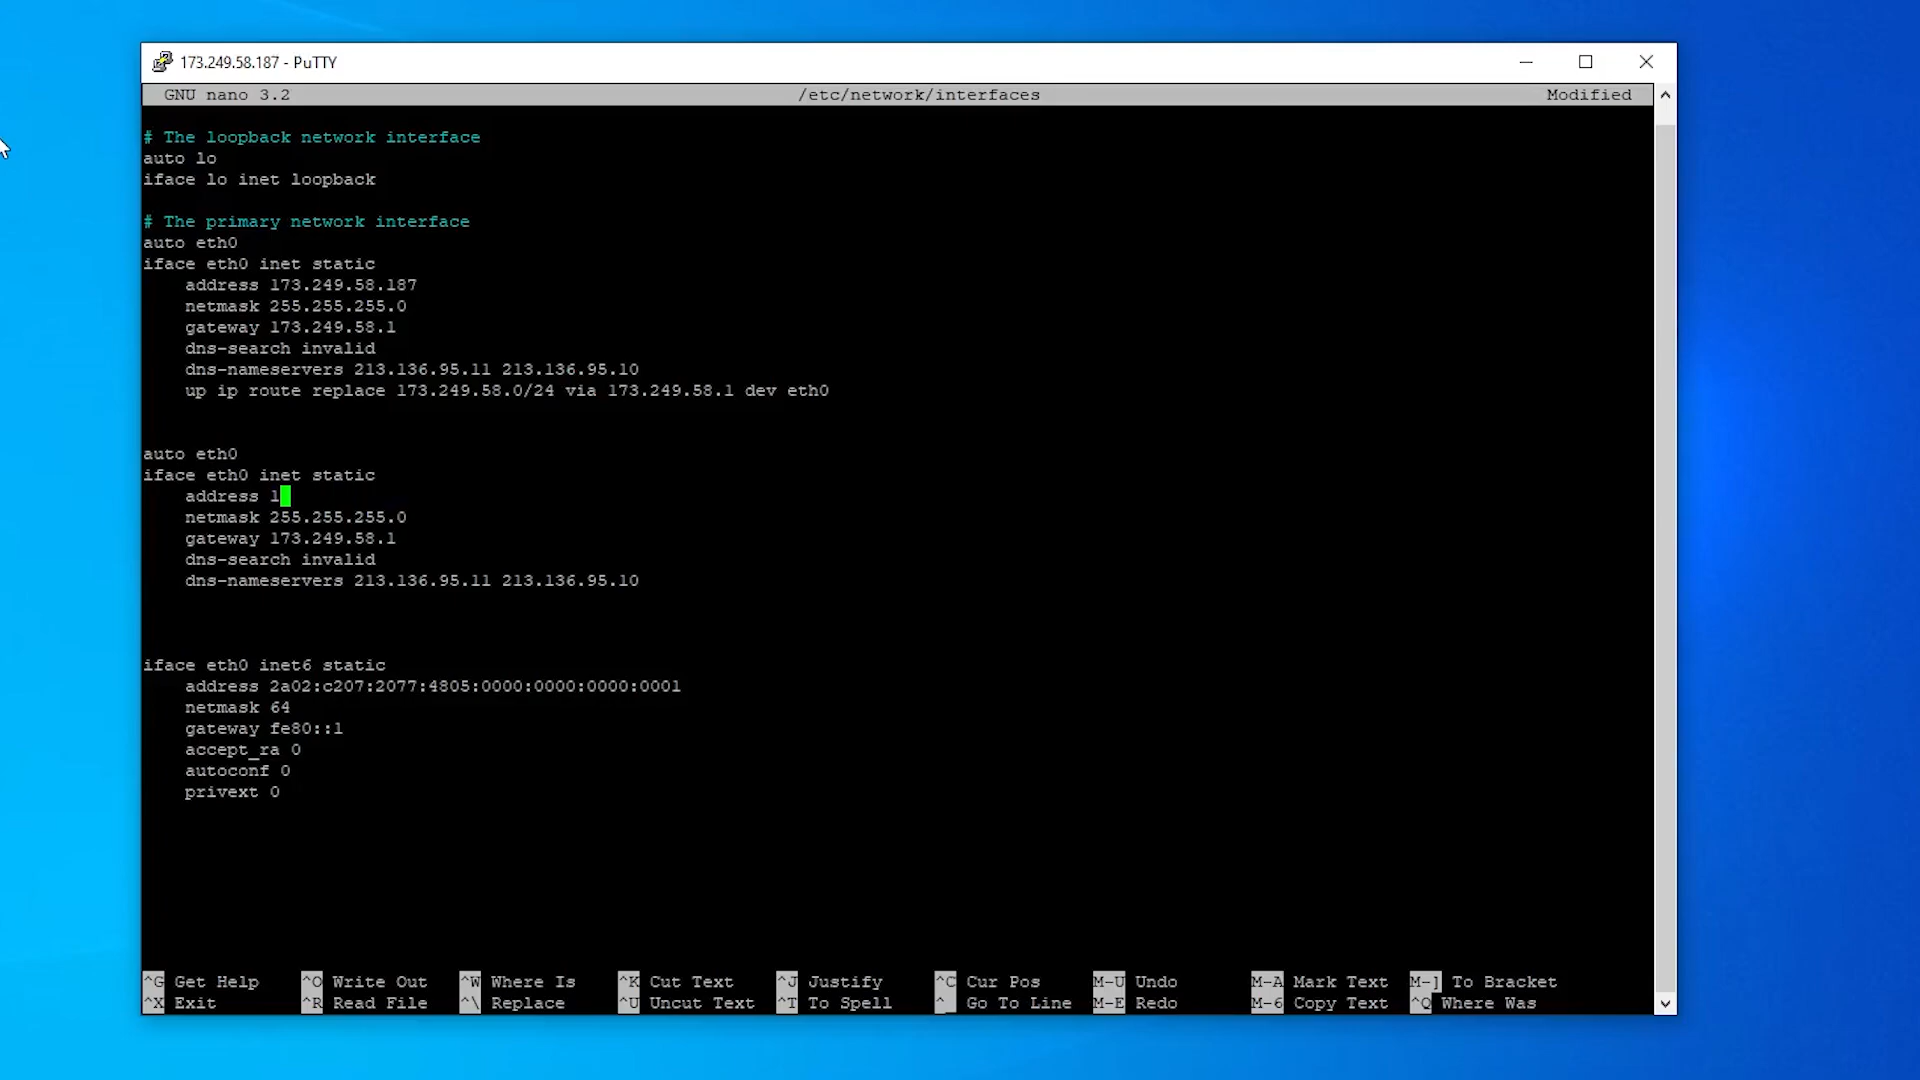 173.249.58.187 - PuTTY
GNU nano 3.2 /etc/network/interfaces Modified
# The loopback network interface
auto lo
iface lo inet loopback
# The primary network interface
auto eth0
iface eth0 inet static
address 173.249.58.187
netmask 255.255.255.0
gateway 173.249.58.1
dns-search invalid
dns-nameservers 213.136.95.11 213.136.95.10
up ip route replace 173.249.58.0/24 via 173.249.58.1 dev eth0
auto eth0
iface eth0 inet static
address 1
netmask 255.255.255.0
gateway 173.249.58.1
dns-search invalid
dns-nameservers 213.136.95.11 213.136.95.10
iface eth0 inet6 static
address 2a02:c207:2077:4805:0000:0000:0000:0001
netmask 64
gateway fe80::1
accept_ra 0
autoconf 0
privext 0
^G Get Help ^O Write Out ^W Where Is ^K Cut Text ^J Justify ^C Cur Pos M-U Undo M-A Mark Text M-] To Bracket
^X Exit ^R Read File ^\ Replace ^U Uncut Text ^T To Spell ^_ Go To Line M-E Redo M-6 Copy Text ^Q Where Was